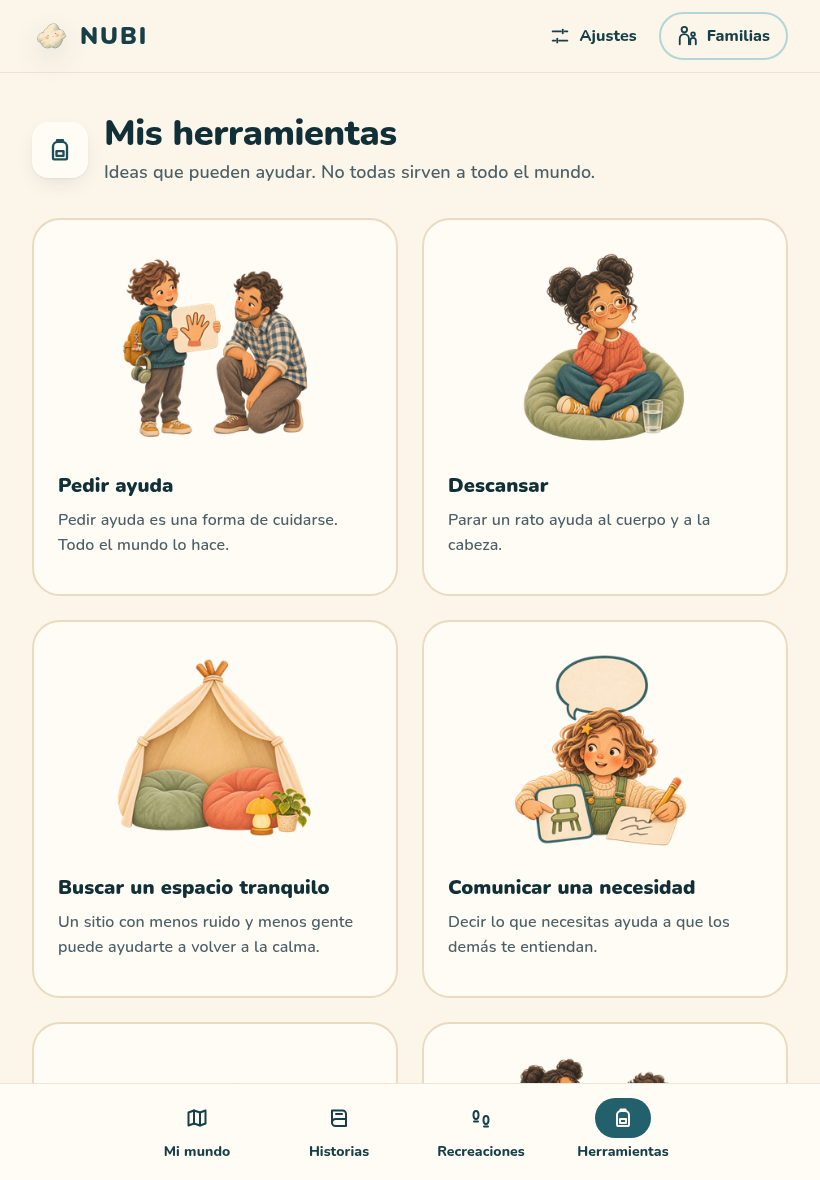 NUBI
Ajustes
Familias
Mis herramientas
Ideas que pueden ayudar. No todas sirven a todo el mundo.
Pedir ayuda
Pedir ayuda es una forma de cuidarse.
Todo el mundo lo hace.
Descansar
Parar un rato ayuda al cuerpo y a la
cabeza.
Buscar un espacio tranquilo
Un sitio con menos ruido y menos gente
puede ayudarte a volver a la calma.
Comunicar una necesidad
Decir lo que necesitas ayuda a que los
demás te entiendan.
Mi mundo
Historias
Recreaciones
Herramientas